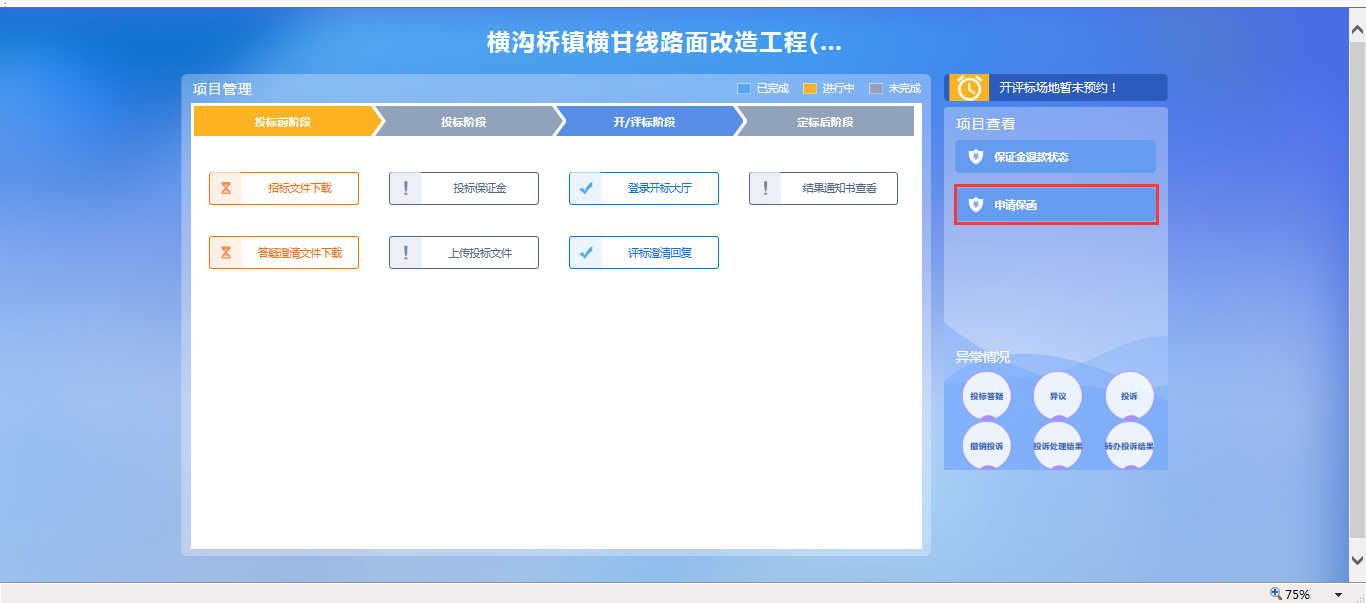 横沟桥镇横甘线路面改造工程(...
项目管理
已完成 进行中 未完成
投标前阶段 投标阶段 开/评标阶段 定标后阶段
招标文件下载 投标保证金 登录开标大厅 结果通知书查看
答疑澄清文件下载 上传投标文件 评标澄清回复
开评标场地暂未预约！
项目查看
保证金退款状态
申请保函
异常情况
投标答疑 异议 投诉
撤销投诉 投诉处理结果 转办投诉结果
75%